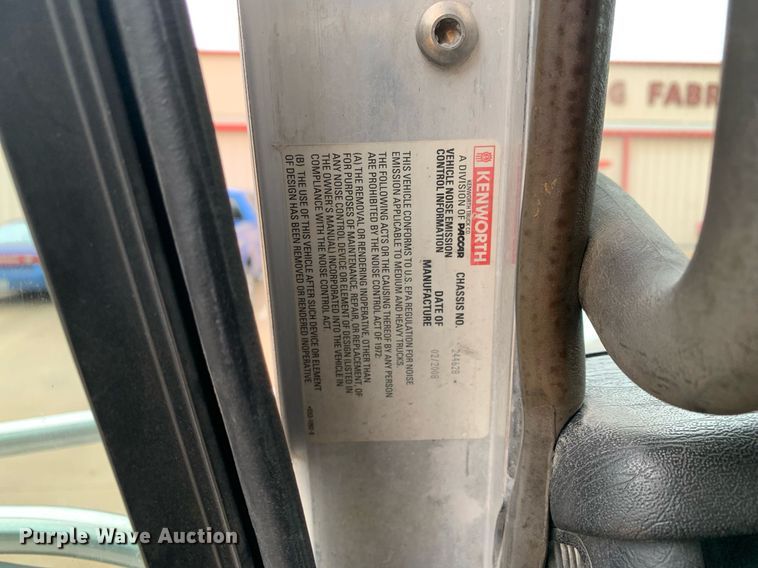 KENWORTH
KENWORTH TRUCK CO.
A DIVISION OF PACCAR
VEHICLE NOISE EMISSION
CONTROL INFORMATION
CHASSIS NO. 244628
DATE OF
MANUFACTURE 02/2008
THIS VEHICLE CONFORMS TO U.S. EPA REGULATION FOR NOISE
EMISSION APPLICABLE TO MEDIUM AND HEAVY TRUCKS.
THE FOLLOWING ACTS OR THE CAUSING THEREOF BY ANY PERSON
ARE PROHIBITED BY THE NOISE CONTROL ACT OF 1972:
(A) THE REMOVAL OR RENDERING INOPERATIVE, OTHER THAN
FOR PURPOSES OF MAINTENANCE, REPAIR, OR REPLACEMENT, OF
ANY NOISE CONTROL DEVICE OR ELEMENT OF DESIGN (LISTED IN
THE OWNER'S MANUAL) INCORPORATED INTO THE VEHICLE IN
COMPLIANCE WITH THE NOISE CONTROL ACT.
(B) THE USE OF THIS VEHICLE AFTER SUCH DEVICE OR ELEMENT
OF DESIGN HAS BEEN REMOVED OR RENDERED INOPERATIVE.
G FABR
Purple Wave Auction